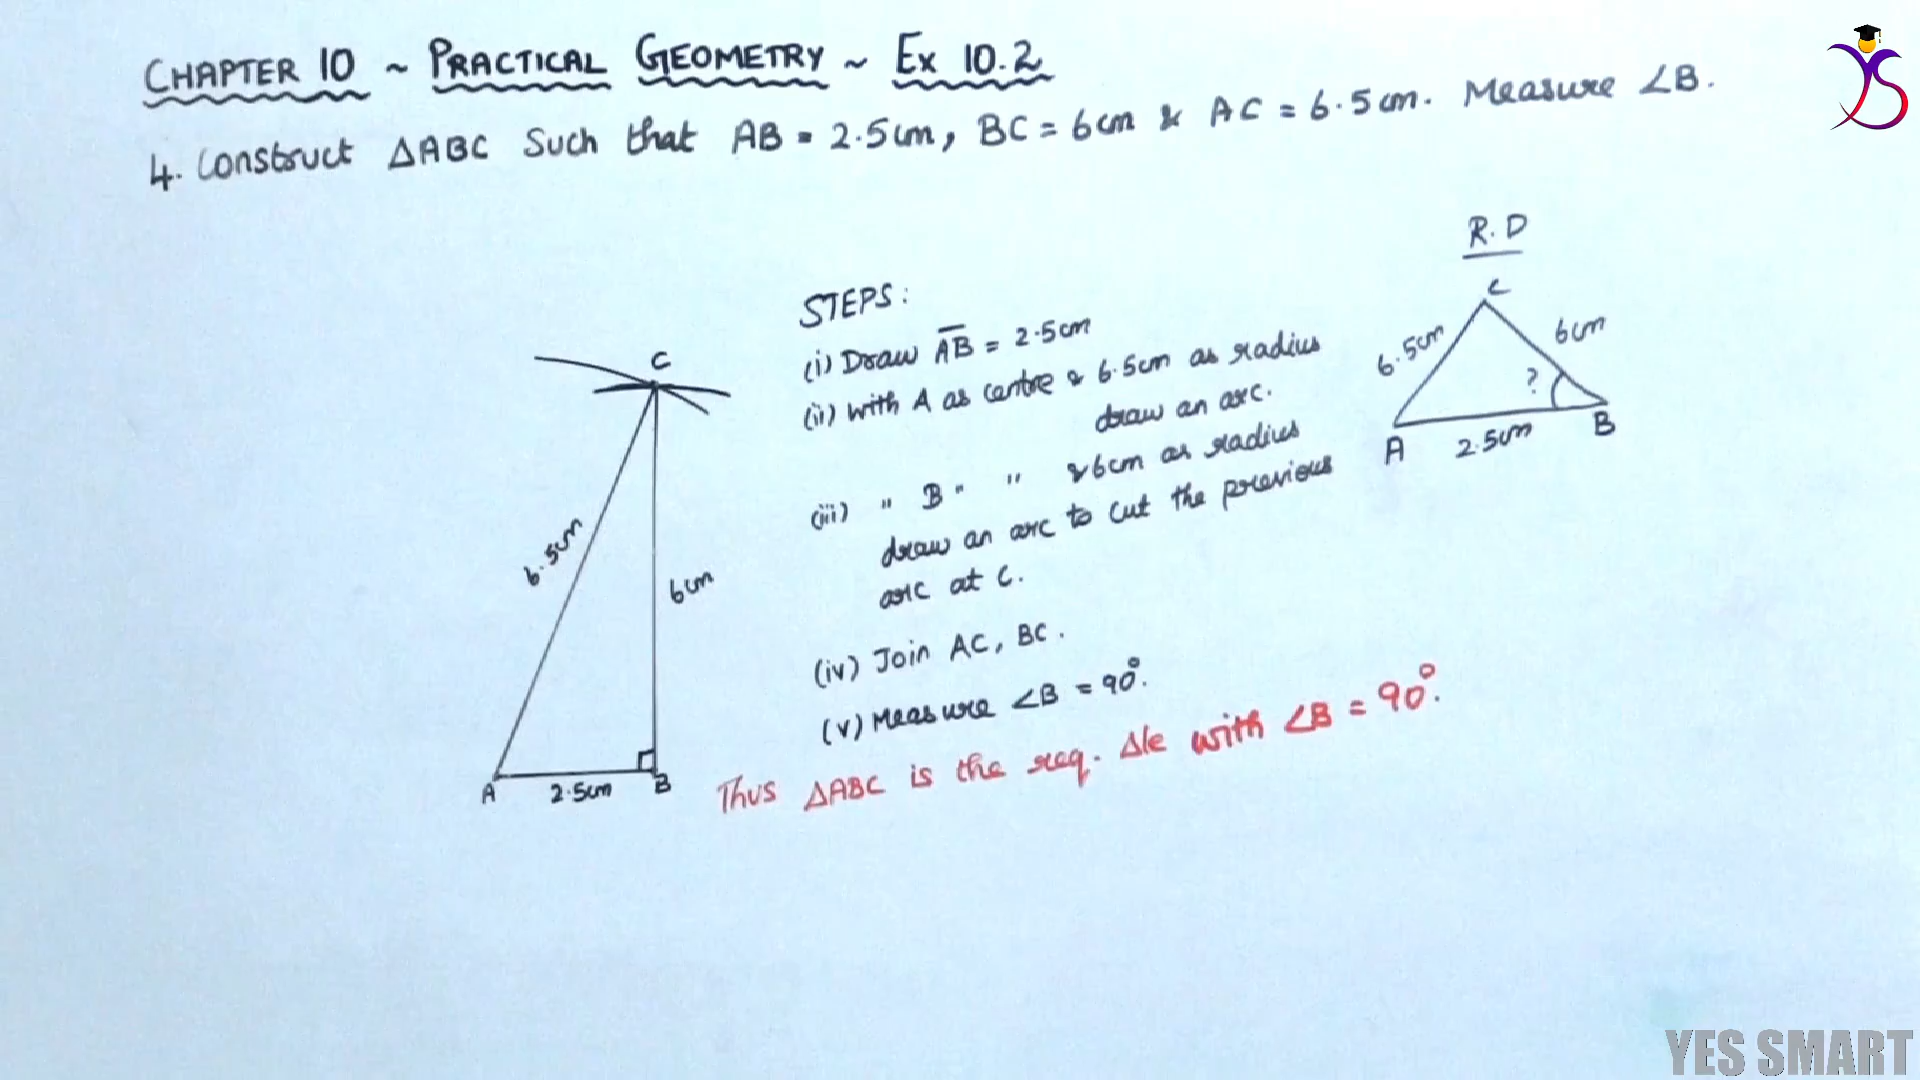 CHAPTER 10 ~ PRACTICAL GEOMETRY ~ Ex 10.2
4. Construct ΔABC Such that AB = 2.5cm, BC = 6cm & AC = 6.5cm. Measure ∠B.
R.D
C
6.5cm
6cm
?
A
2.5cm
B
STEPS:
(i) Draw A̅B̅ = 2.5cm
(ii) with A as centre & 6.5cm as radius
draw an arc.
(iii) " B " " & 6cm as radius
draw an arc to cut the previous
arc at C.
(iv) Join AC, BC.
(v) Measure ∠B = 90°.
Thus ΔABC is the req. Δle with ∠B = 90°.
C
6.5cm
6cm
A
2.5cm
B
YS
YES SMART